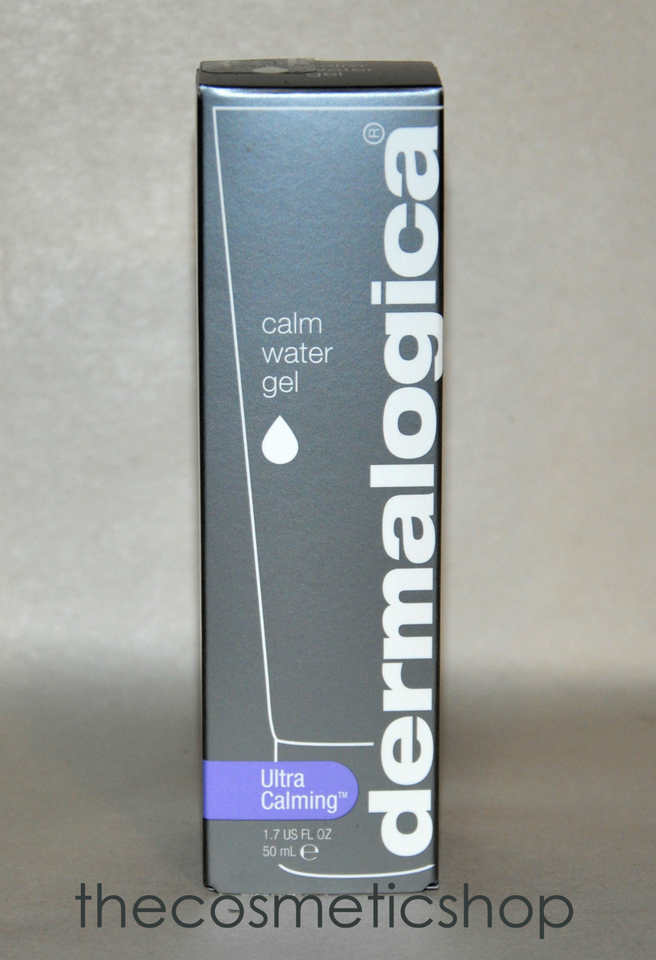 calm
water
gel
dermalogica®
Ultra
Calming™
1.7 US FL OZ
50 mL ℮
thecosmeticshop